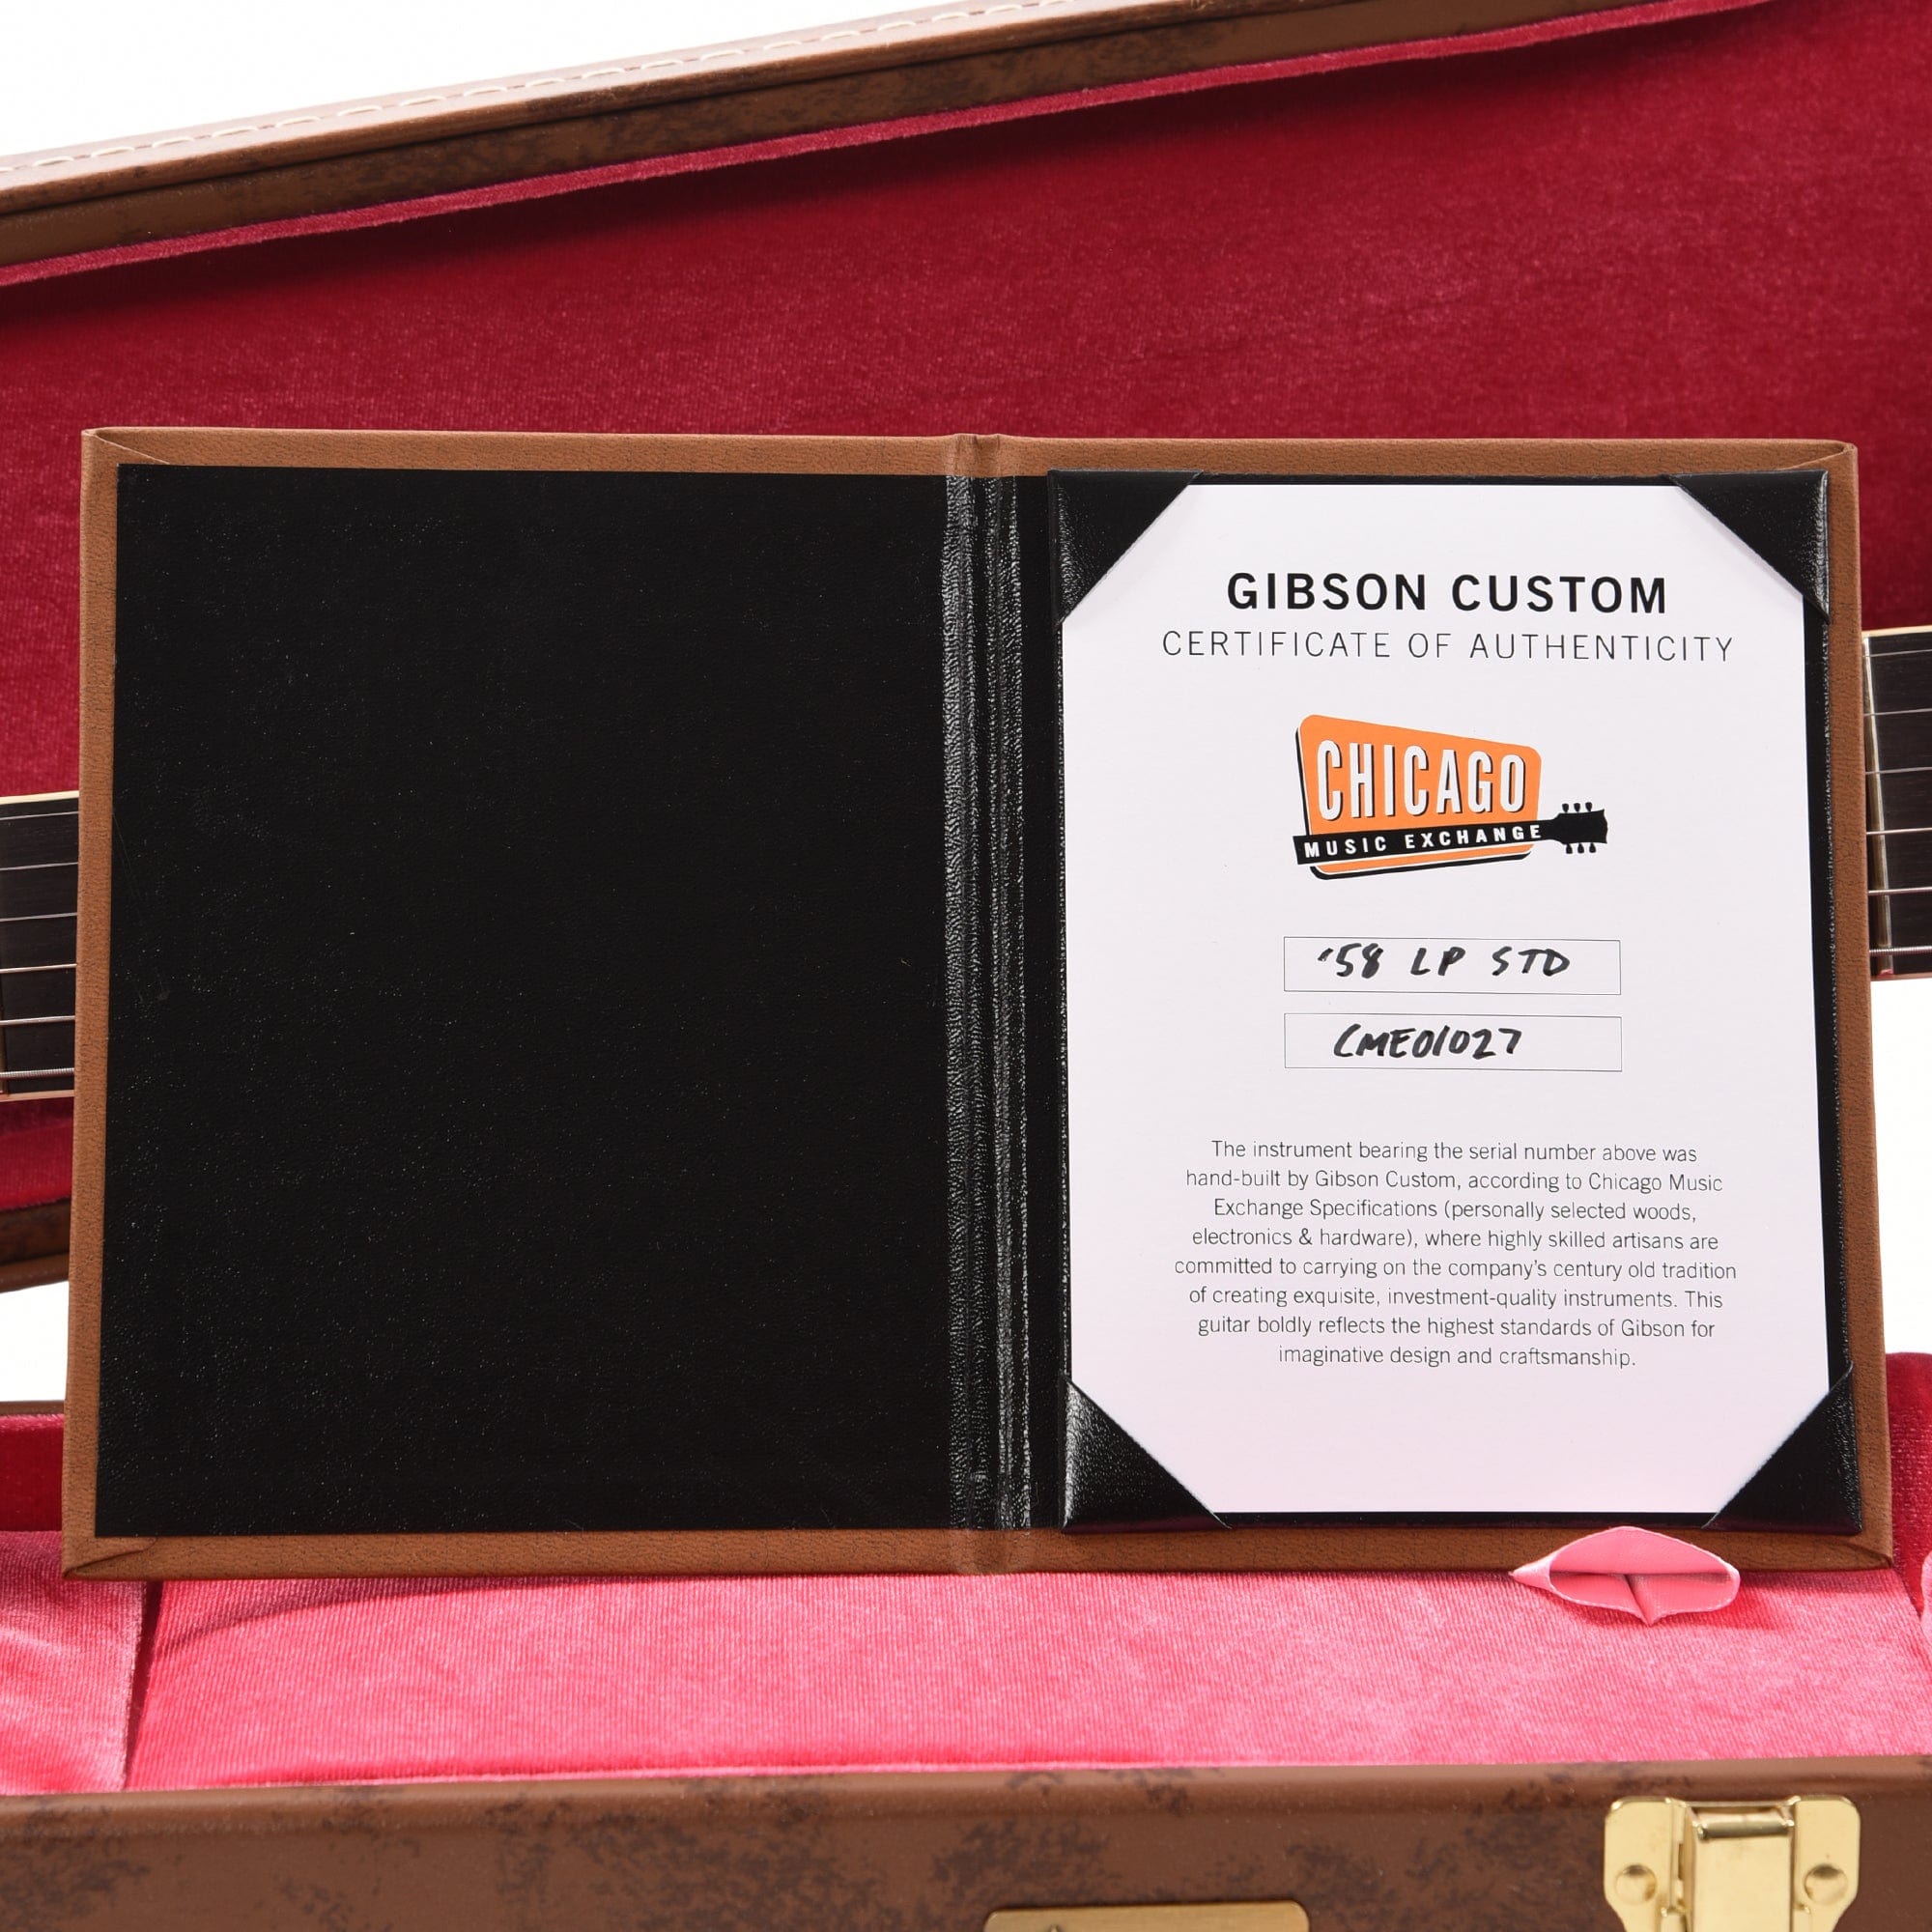 GIBSON CUSTOM
CERTIFICATE OF AUTHENTICITY
CHICAGO
MUSIC EXCHANGE
'58 LP STD
CME01027
The instrument bearing the serial number above was
hand-built by Gibson Custom, according to Chicago Music
Exchange Specifications (personally selected woods,
electronics & hardware), where highly skilled artisans are
committed to carrying on the company's century old tradition
of creating exquisite, investment-quality instruments. This
guitar boldly reflects the highest standards of Gibson for
imaginative design and craftsmanship.